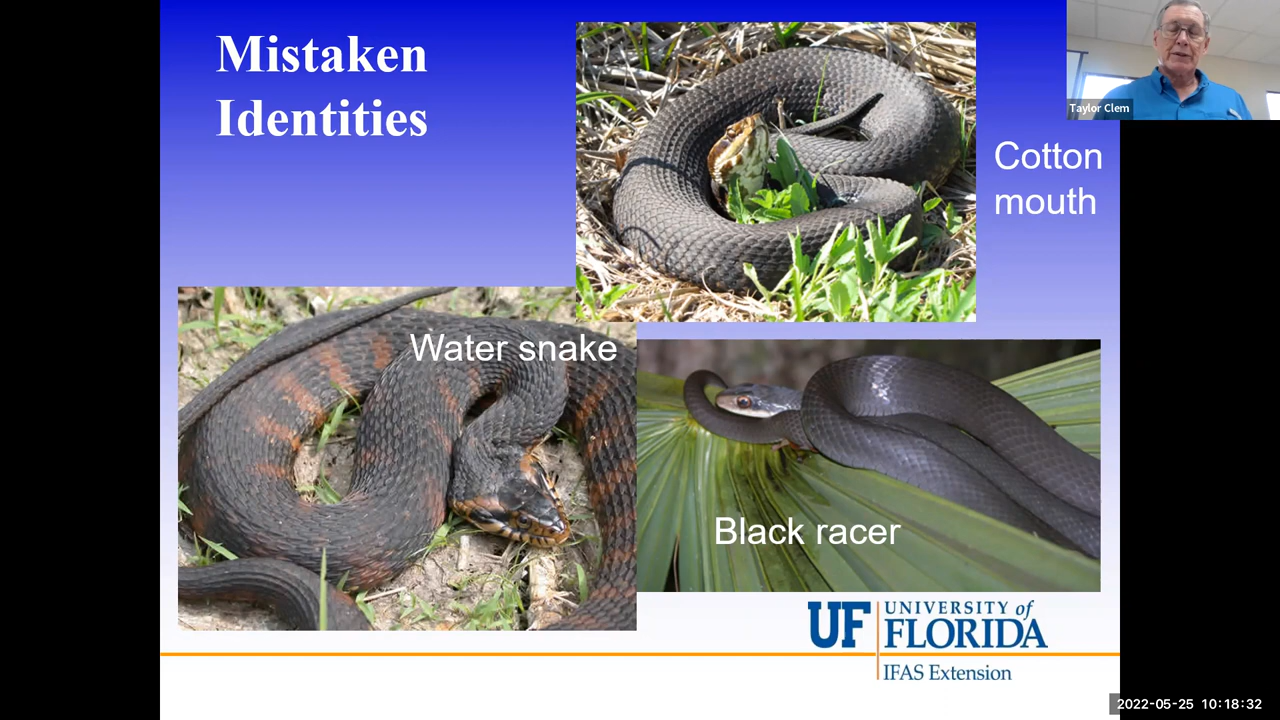 Mistaken
Identities
Taylor Clem
Cotton
mouth
Water snake
Black racer
UF UNIVERSITY of
FLORIDA
IFAS Extension
2022-05-25 10:18:32